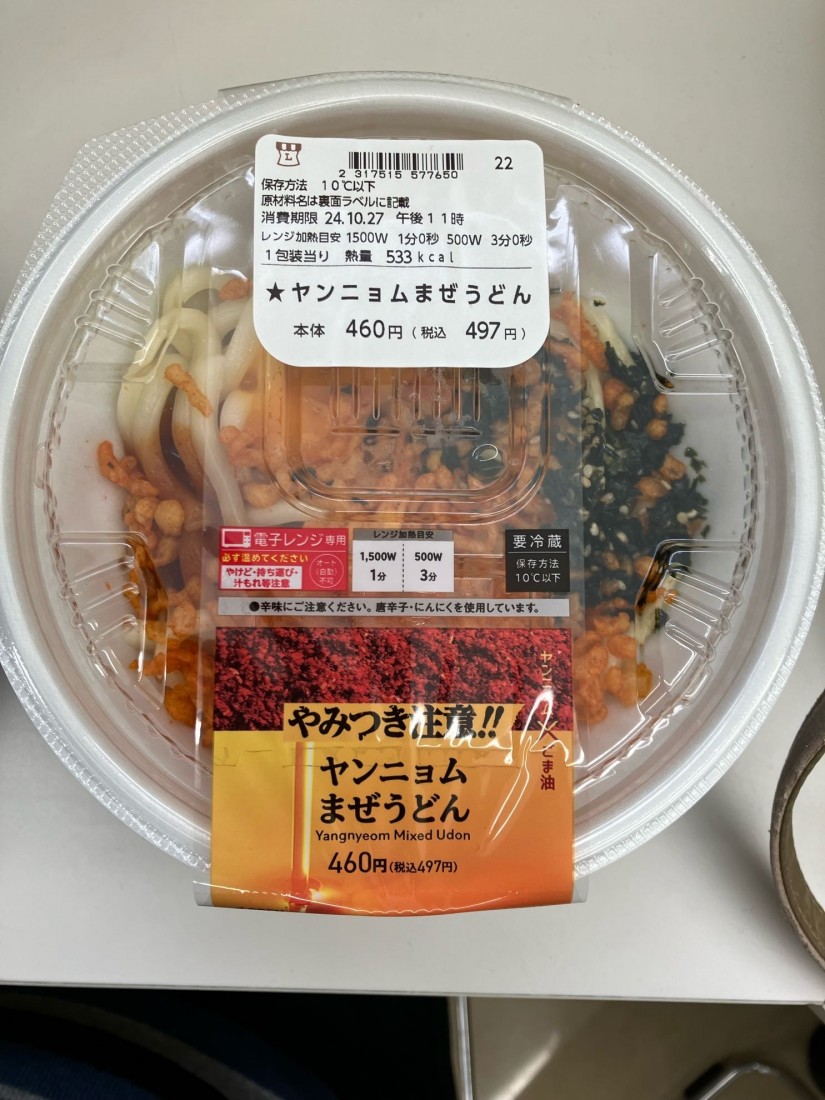 L
22
2 317515 577650
保存方法 10℃以下
原材料名は裏面ラベルに記載
消費期限 24.10.27 午後11時
レンジ加熱目安 1500W 1分0秒 500W 3分0秒
1包装当り 熱量 533kcal
★ヤンニョムまぜうどん
本体 460円(税込 497円)
電子レンジ専用
必ず温めてください
やけど・持ち運び・
汁もれ等注意
オート
(自動)
不可
レンジ加熱目安
1,500W 500W
1分 3分
要冷蔵
保存方法
10℃以下
●辛味にご注意ください。唐辛子・にんにくを使用しています。
やみつき注意!!
ヤンニョム
まぜうどん
Yangnyeom Mixed Udon
460円(税込497円)
ごま油